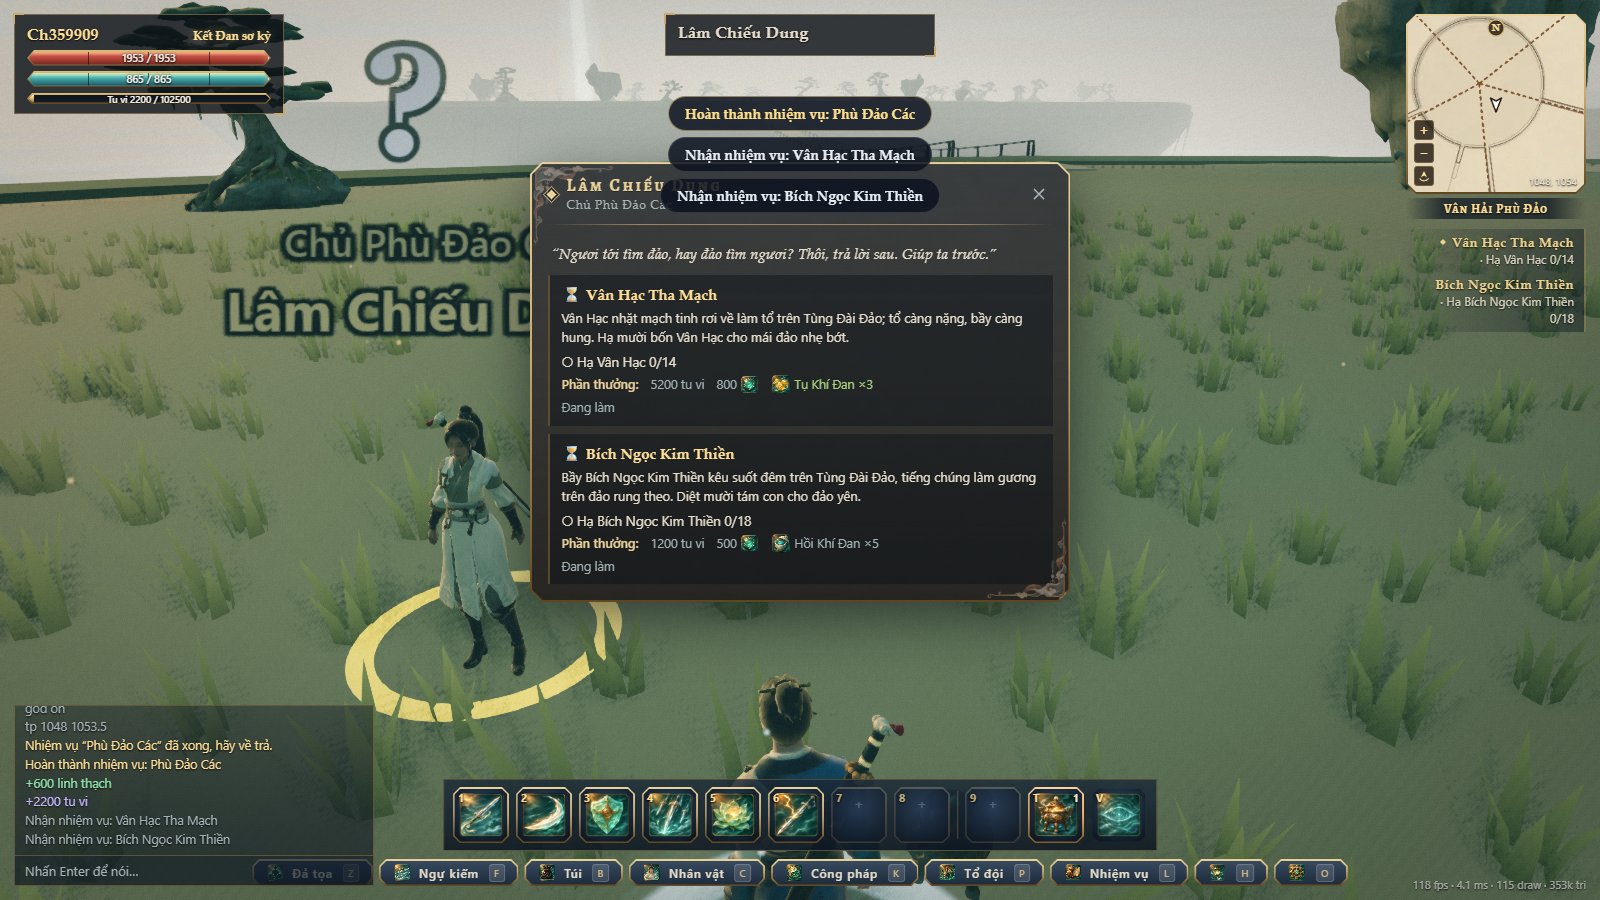 Ch359909
Kết Đan sơ kỳ
1953 / 1953
865 / 865
Tu vi 2200 / 102500
Lâm Chiếu Dung
Hoàn thành nhiệm vụ: Phù Đảo Các
Nhận nhiệm vụ: Vân Hạc Tha Mạch
Nhận nhiệm vụ: Bích Ngọc Kim Thiền
N
1048, 1054
Vân Hải Phù Đảo
Vân Hạc Tha Mạch
· Hạ Vân Hạc 0/14
Bích Ngọc Kim Thiền
· Hạ Bích Ngọc Kim Thiền
0/18
Chủ Phù Đảo
Lâm Chiếu D
Lâm Chiếu Dung
Chủ Phù Đảo Cá
“Ngươi tới tìm đảo, hay đảo tìm ngươi? Thôi, trả lời sau. Giúp ta trước.”
Vân Hạc Tha Mạch
Vân Hạc nhặt mạch tinh rơi về làm tổ trên Tùng Đài Đảo; tổ càng nặng, bầy càng
hung. Hạ mười bốn Vân Hạc cho mái đảo nhẹ bớt.
Hạ Vân Hạc 0/14
Phần thưởng: 5200 tu vi 800 Tụ Khí Đan ×3
Đang làm
Bích Ngọc Kim Thiền
Bầy Bích Ngọc Kim Thiền kêu suốt đêm trên Tùng Đài Đảo, tiếng chúng làm gương
trên đảo rung theo. Diệt mười tám con cho đảo yên.
Hạ Bích Ngọc Kim Thiền 0/18
Phần thưởng: 1200 tu vi 500 Hồi Khí Đan ×5
Đang làm
god on
tp 1048 1053.5
Nhiệm vụ “Phù Đảo Các” đã xong, hãy về trả.
Hoàn thành nhiệm vụ: Phù Đảo Các
+600 linh thạch
+2200 tu vi
Nhận nhiệm vụ: Vân Hạc Tha Mạch
Nhận nhiệm vụ: Bích Ngọc Kim Thiền
Nhấn Enter để nói...
1 2 3 4 5 6 7 8 9 T 1 V
Đả tọa Z
Ngự kiếm F
Túi B
Nhân vật C
Công pháp K
Tổ đội P
Nhiệm vụ L
H
O
118 fps · 4.1 ms · 115 draw · 353k tri